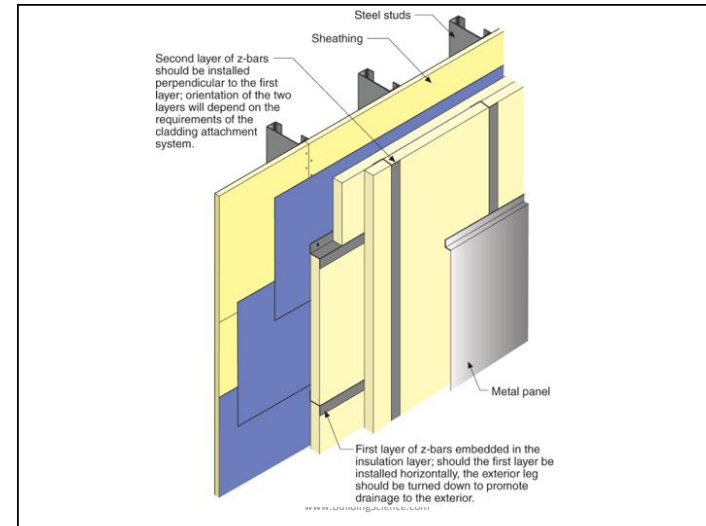 Steel studs
Sheathing
Second layer of z-bars
should be installed
perpendicular to the first
layer; orientation of the two
layers will depend on the
requirements of the
cladding attachment
system.
Metal panel
First layer of z-bars embedded in the
insulation layer; should the first layer be
installed horizontally, the exterior leg
should be turned down to promote
drainage to the exterior.
www.buildingscience.com